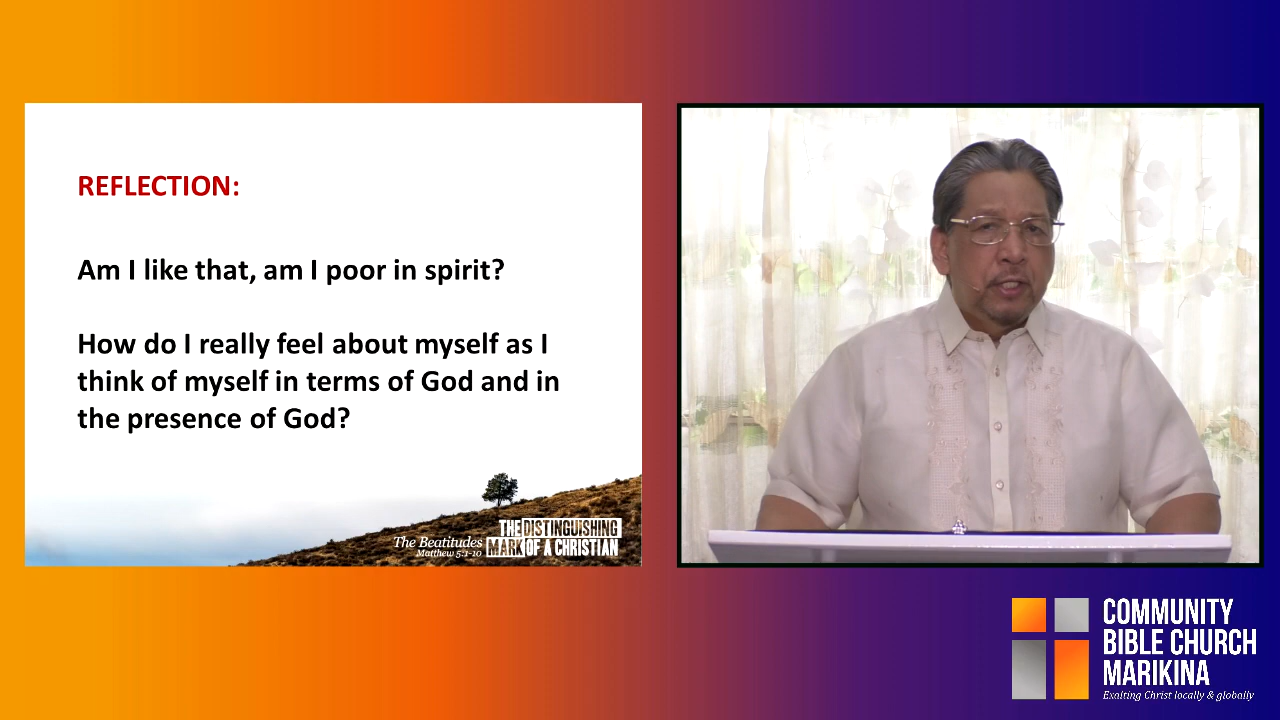 REFLECTION:
Am I like that, am I poor in spirit?
How do I really feel about myself as I
think of myself in terms of God and in
the presence of God?
The Beatitudes
Matthew 5:1-10
THE DISTINGUISHING
MARK OF A CHRISTIAN
COMMUNITY
BIBLE CHURCH
MARIKINA
Exalting Christ locally & globally